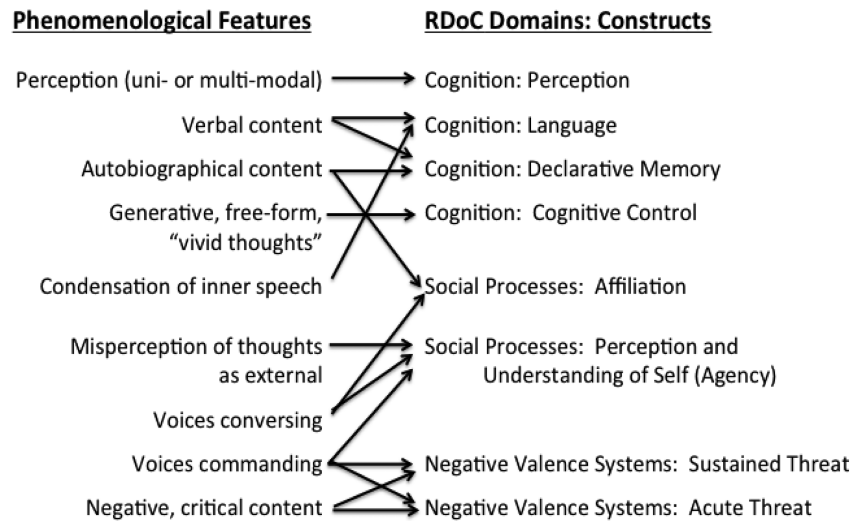 Phenomenological Features
RDoC Domains: Constructs
Perception (uni- or multi-modal)
Cognition: Perception
Verbal content
Cognition: Language
Autobiographical content
Cognition: Declarative Memory
Generative, free-form,
“vivid thoughts”
Cognition: Cognitive Control
Condensation of inner speech
Social Processes: Affiliation
Misperception of thoughts
as external
Social Processes: Perception and
Understanding of Self (Agency)
Voices conversing
Voices commanding
Negative Valence Systems: Sustained Threat
Negative, critical content
Negative Valence Systems: Acute Threat